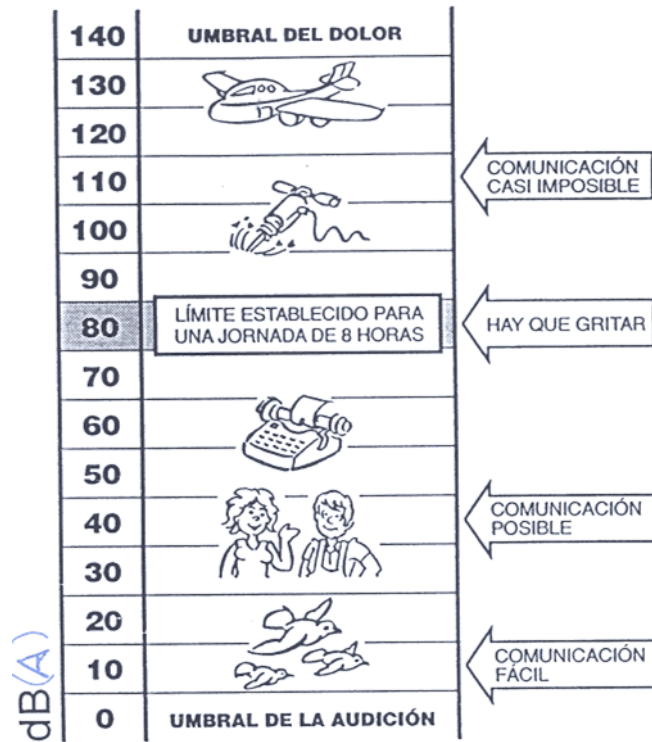 140 UMBRAL DEL DOLOR
130
120
COMUNICACIÓN
CASI IMPOSIBLE
110
100
90
80
LÍMITE ESTABLECIDO PARA
UNA JORNADA DE 8 HORAS
HAY QUE GRITAR
70
60
50
COMUNICACIÓN
POSIBLE
40
30
20
10
COMUNICACIÓN
FÁCIL
0 UMBRAL DE LA AUDICIÓN
dB(A)